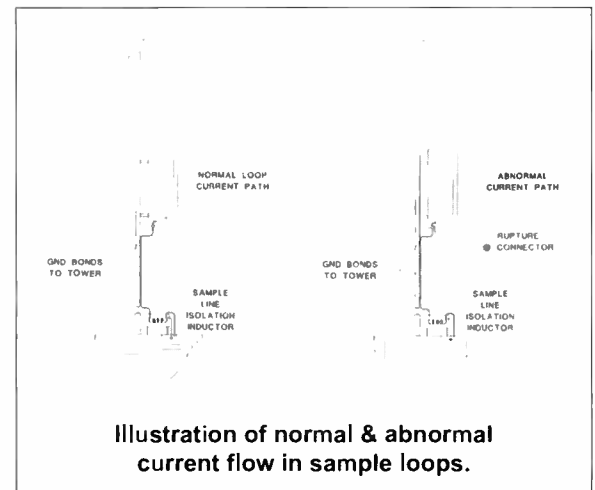 NORMAL LOOP
CURRENT PATH
GND BONDS
TO TOWER
SAMPLE
LINE
ISOLATION
INDUCTOR
ABNORMAL
CURRENT PATH
RUPTURE
CONNECTOR
GND BONDS
TO TOWER
SAMPLE
LINE
ISOLATION
INDUCTOR
Illustration of normal & abnormal
current flow in sample loops.